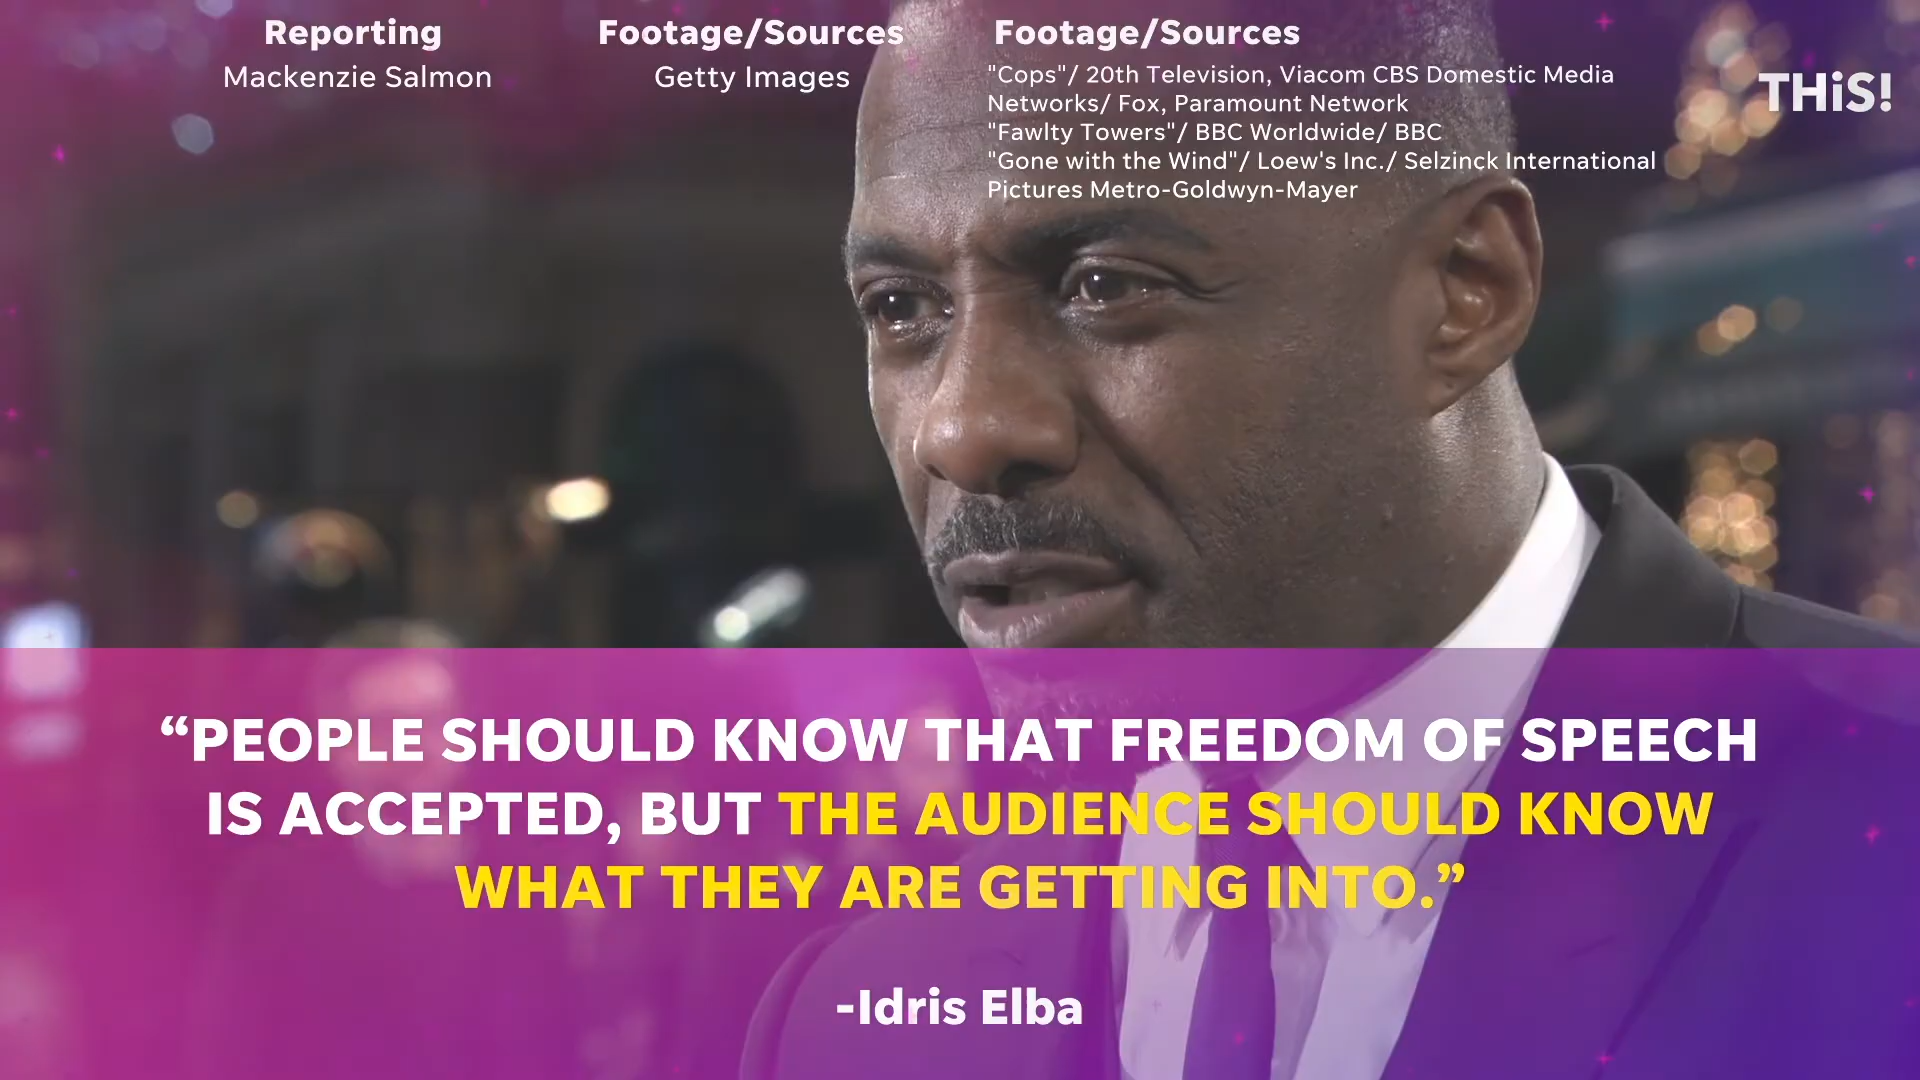 Reporting
Mackenzie Salmon
Footage/Sources
Getty Images
Footage/Sources
"Cops"/ 20th Television, Viacom CBS Domestic Media
Networks/ Fox, Paramount Network
"Fawlty Towers"/ BBC Worldwide/ BBC
"Gone with the Wind"/ Loew's Inc./ Selzinck International
Pictures Metro-Goldwyn-Mayer
THiS!
“PEOPLE SHOULD KNOW THAT FREEDOM OF SPEECH
IS ACCEPTED, BUT THE AUDIENCE SHOULD KNOW
WHAT THEY ARE GETTING INTO.”
-Idris Elba